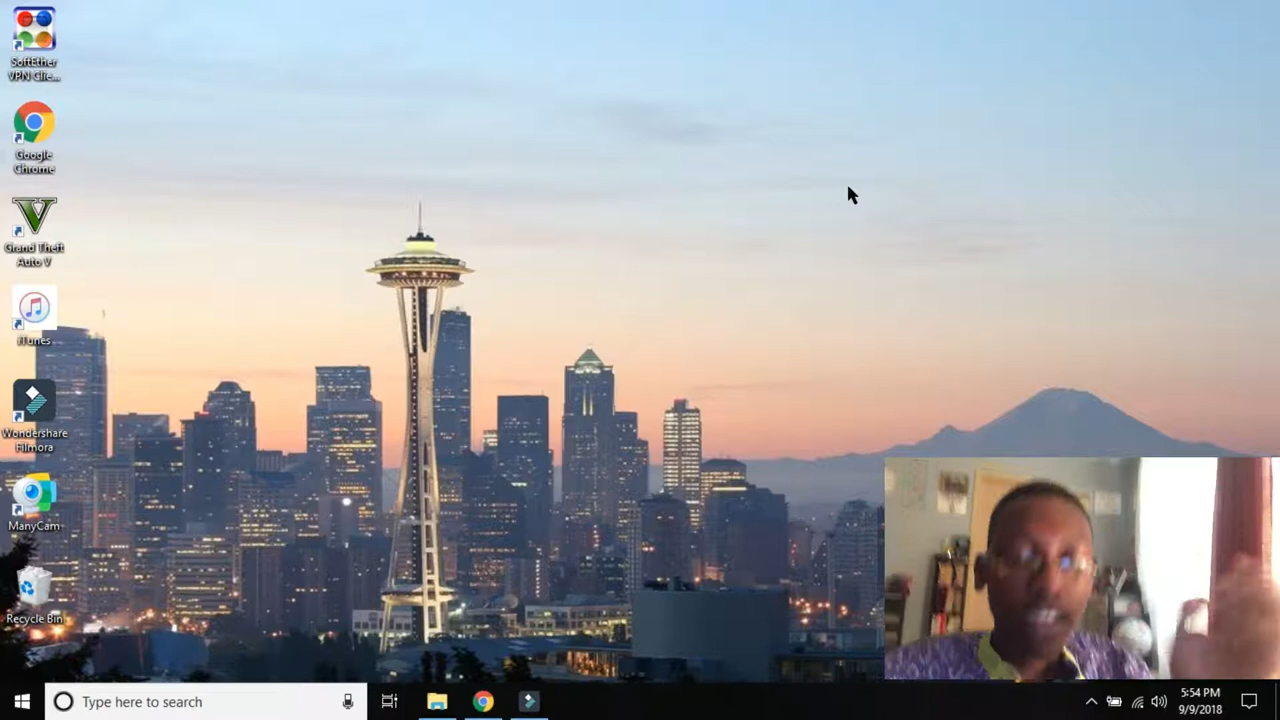 SoftEther
VPN Clie...
Google
Chrome
Grand Theft
Auto V
iTunes
Wondershare
Filmora
ManyCam
Recycle Bin
Type here to search
5:54 PM
9/9/2018